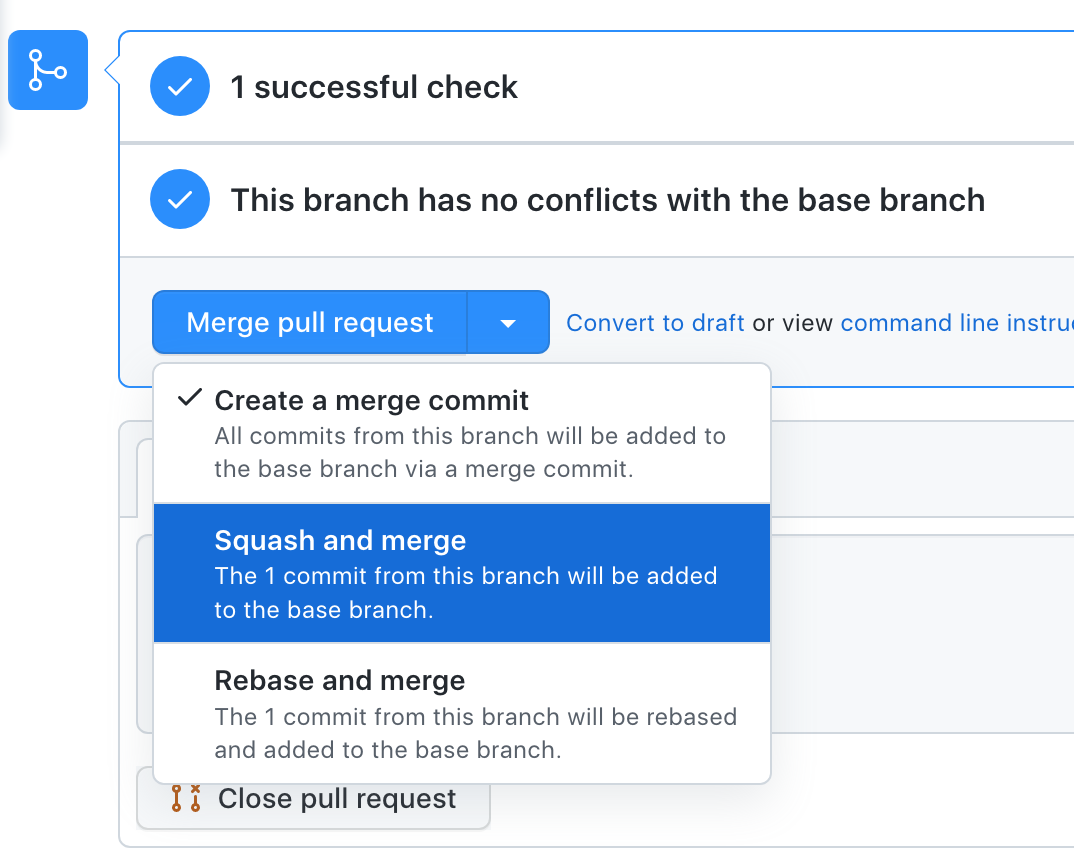 1 successful check
This branch has no conflicts with the base branch
Merge pull request
Convert to draft or view command line
Create a merge commit
All commits from this branch will be added to
the base branch via a merge commit.
Squash and merge
The 1 commit from this branch will be added
to the base branch.
Rebase and merge
The 1 commit from this branch will be rebased
and added to the base branch.
Close pull request